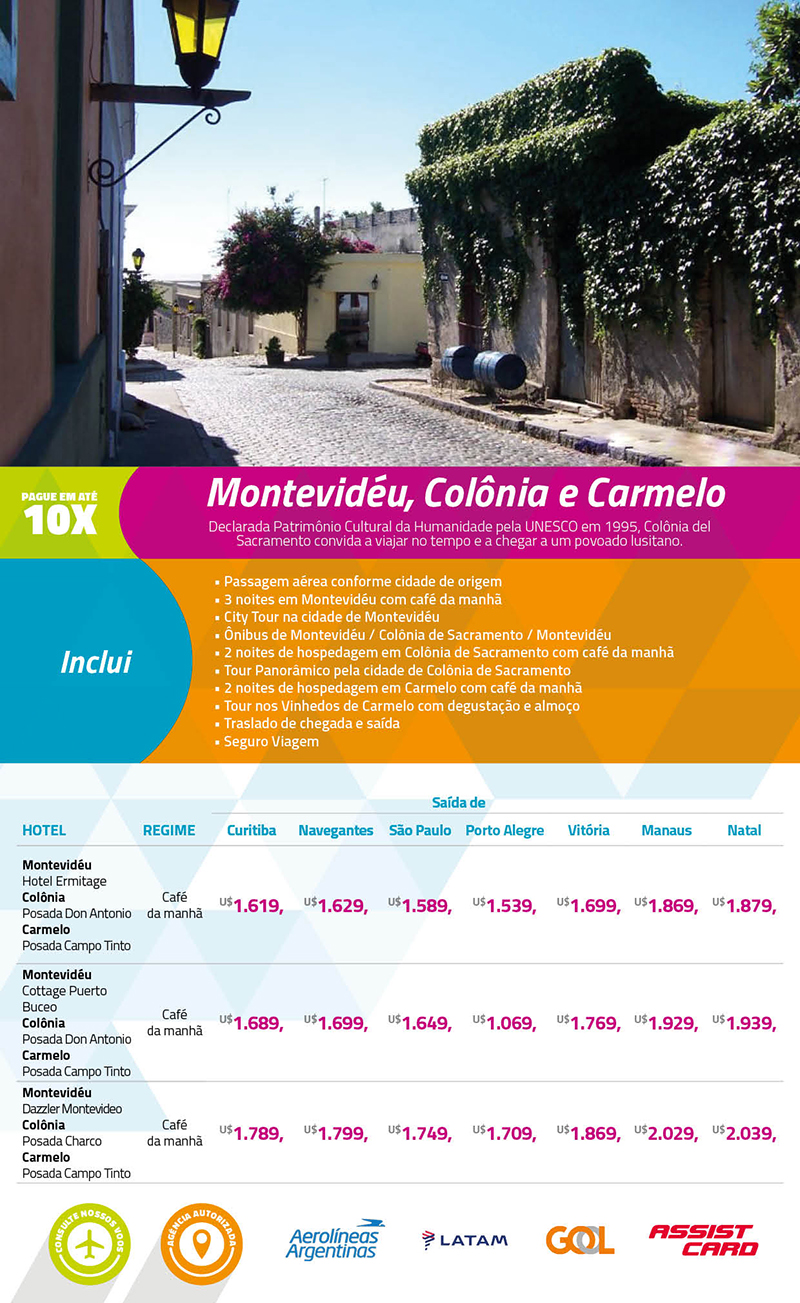 PAGUE EM ATÉ
10X
Montevidéu, Colônia e Carmelo
Declarada Patrimônio Cultural da Humanidade pela UNESCO em 1995, Colônia del
Sacramento convida a viajar no tempo e a chegar a um povoado lusitano.
Inclui
▪ Passagem aérea conforme cidade de origem
▪ 3 noites em Montevidéu com café da manhã
▪ City Tour na cidade de Montevidéu
▪ Ônibus de Montevidéu / Colônia de Sacramento / Montevidéu
▪ 2 noites de hospedagem em Colônia de Sacramento com café da manhã
▪ Tour Panorâmico pela cidade de Colônia de Sacramento
▪ 2 noites de hospedagem em Carmelo com café da manhã
▪ Tour nos Vinhedos de Carmelo com degustação e almoço
▪ Traslado de chegada e saída
▪ Seguro Viagem
Saída de
HOTEL REGIME Curitiba Navegantes São Paulo Porto Alegre Vitória Manaus Natal
Montevidéu
Hotel Ermitage
Colônia
Posada Don Antonio
Carmelo
Posada Campo Tinto
Café
da manhã
U$1.619, U$1.629, U$1.589, U$1.539, U$1.699, U$1.869, U$1.879,
Montevidéu
Cottage Puerto
Buceo
Colônia
Posada Don Antonio
Carmelo
Posada Campo Tinto
Café
da manhã
U$1.689, U$1.699, U$1.649, U$1.069, U$1.769, U$1.929, U$1.939,
Montevidéu
Dazzler Montevideo
Colônia
Posada Charco
Carmelo
Posada Campo Tinto
Café
da manhã
U$1.789, U$1.799, U$1.749, U$1.709, U$1.869, U$2.029, U$2.039,
CONSULTE NOSSOS VOOS
AGÊNCIA AUTORIZADA
Aerolíneas
Argentinas
LATAM
GOL
ASSIST
CARD